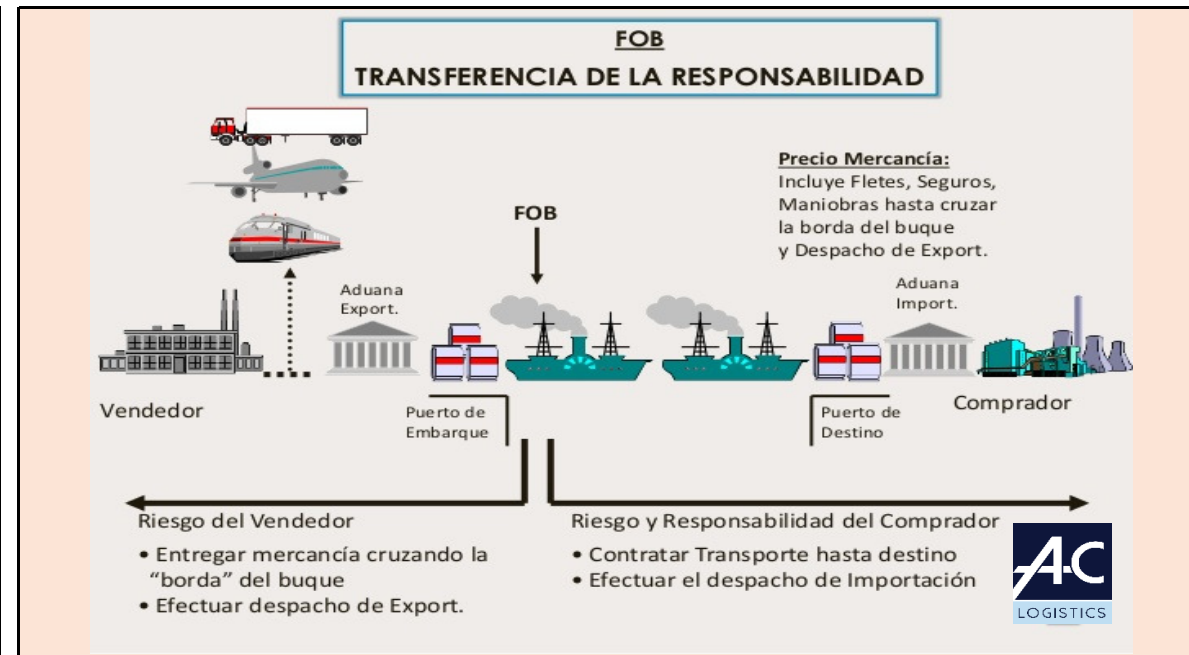 FOB
TRANSFERENCIA DE LA RESPONSABILIDAD
Precio Mercancía:
Incluye Fletes, Seguros,
Maniobras hasta cruzar
la borda del buque
y Despacho de Export.
FOB
Aduana
Export.
Aduana
Import.
Vendedor
Puerto de
Embarque
Puerto de
Destino
Comprador
Riesgo del Vendedor
• Entregar mercancía cruzando la
“borda” del buque
• Efectuar despacho de Export.
Riesgo y Responsabilidad del Comprador
• Contratar Transporte hasta destino
• Efectuar el despacho de Importación
A-C
LOGISTICS